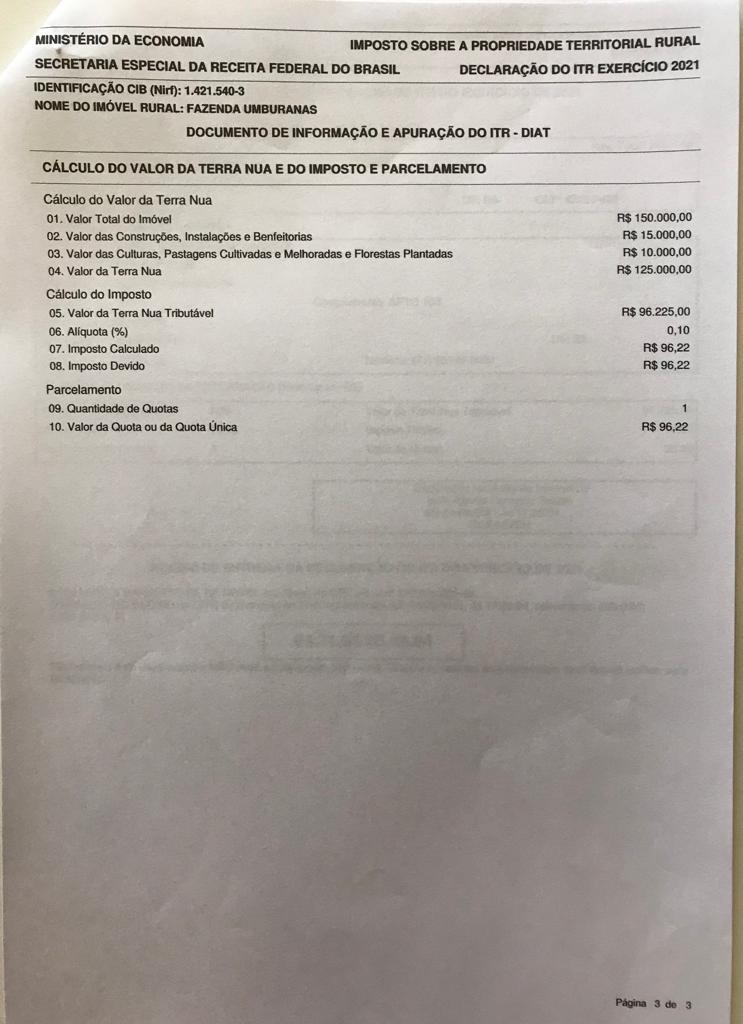 MINISTÉRIO DA ECONOMIA IMPOSTO SOBRE A PROPRIEDADE TERRITORIAL RURAL
SECRETARIA ESPECIAL DA RECEITA FEDERAL DO BRASIL DECLARAÇÃO DO ITR EXERCÍCIO 2021
IDENTIFICAÇÃO CIB (Nirf): 1.421.540-3
NOME DO IMÓVEL RURAL: FAZENDA UMBURANAS
DOCUMENTO DE INFORMAÇÃO E APURAÇÃO DO ITR - DIAT
CÁLCULO DO VALOR DA TERRA NUA E DO IMPOSTO E PARCELAMENTO
Cálculo do Valor da Terra Nua
01. Valor Total do Imóvel R$ 150.000,00
02. Valor das Construções, Instalações e Benfeitorias R$ 15.000,00
03. Valor das Culturas, Pastagens Cultivadas e Melhoradas e Florestas Plantadas R$ 10.000,00
04. Valor da Terra Nua R$ 125.000,00
Cálculo do Imposto
05. Valor da Terra Nua Tributável R$ 96.225,00
06. Alíquota (%) 0,10
07. Imposto Calculado R$ 96,22
08. Imposto Devido R$ 96,22
Parcelamento
09. Quantidade de Quotas 1
10. Valor da Quota ou da Quota Única R$ 96,22
Página 3 de 3